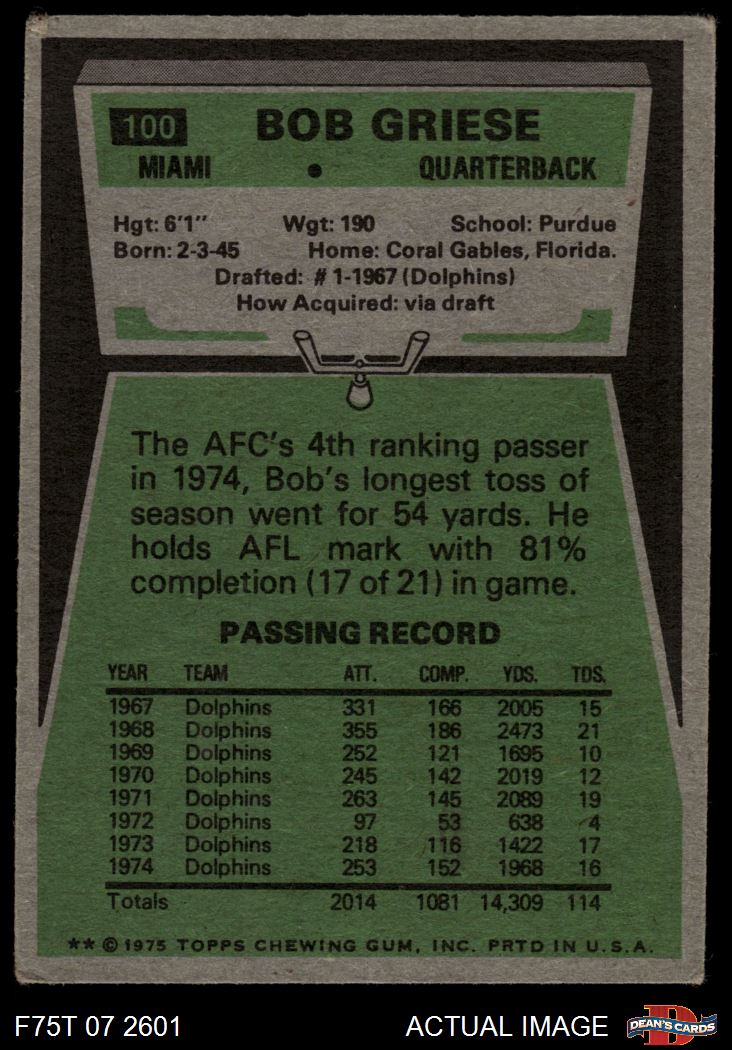 100 BOB GRIESE
MIAMI • QUARTERBACK
Hgt: 6'1" Wgt: 190 School: Purdue
Born: 2-3-45 Home: Coral Gables, Florida.
Drafted: #1-1967 (Dolphins)
How Acquired: via draft
The AFC's 4th ranking passer
in 1974, Bob's longest toss of
season went for 54 yards. He
holds AFL mark with 81%
completion (17 of 21) in game.
PASSING RECORD
YEAR TEAM ATT. COMP. YDS. TDS.
1967 Dolphins 331 166 2005 15
1968 Dolphins 355 186 2473 21
1969 Dolphins 252 121 1695 10
1970 Dolphins 245 142 2019 12
1971 Dolphins 263 145 2089 19
1972 Dolphins 97 53 638 4
1973 Dolphins 218 116 1422 17
1974 Dolphins 253 152 1968 16
Totals 2014 1081 14,309 114
** © 1975 TOPPS CHEWING GUM, INC. PRTD IN U.S.A.
F75T 07 2601 ACTUAL IMAGE D DEAN'S CARDS